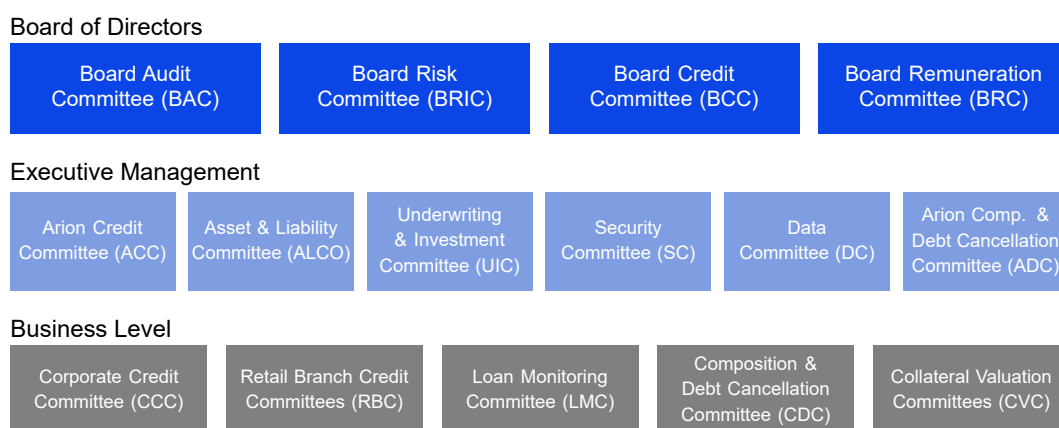 Board of Directors
Board Audit
Committee (BAC)
Board Risk
Committee (BRIC)
Board Credit
Committee (BCC)
Board Remuneration
Committee (BRC)
Executive Management
Arion Credit
Committee (ACC)
Asset & Liability
Committee (ALCO)
Underwriting
& Investment
Committee (UIC)
Security
Committee (SC)
Data
Committee (DC)
Arion Comp. &
Debt Cancellation
Committee (ADC)
Business Level
Corporate Credit
Committee (CCC)
Retail Branch Credit
Committees (RBC)
Loan Monitoring
Committee (LMC)
Composition &
Debt Cancellation
Committee (CDC)
Collateral Valuation
Committees (CVC)